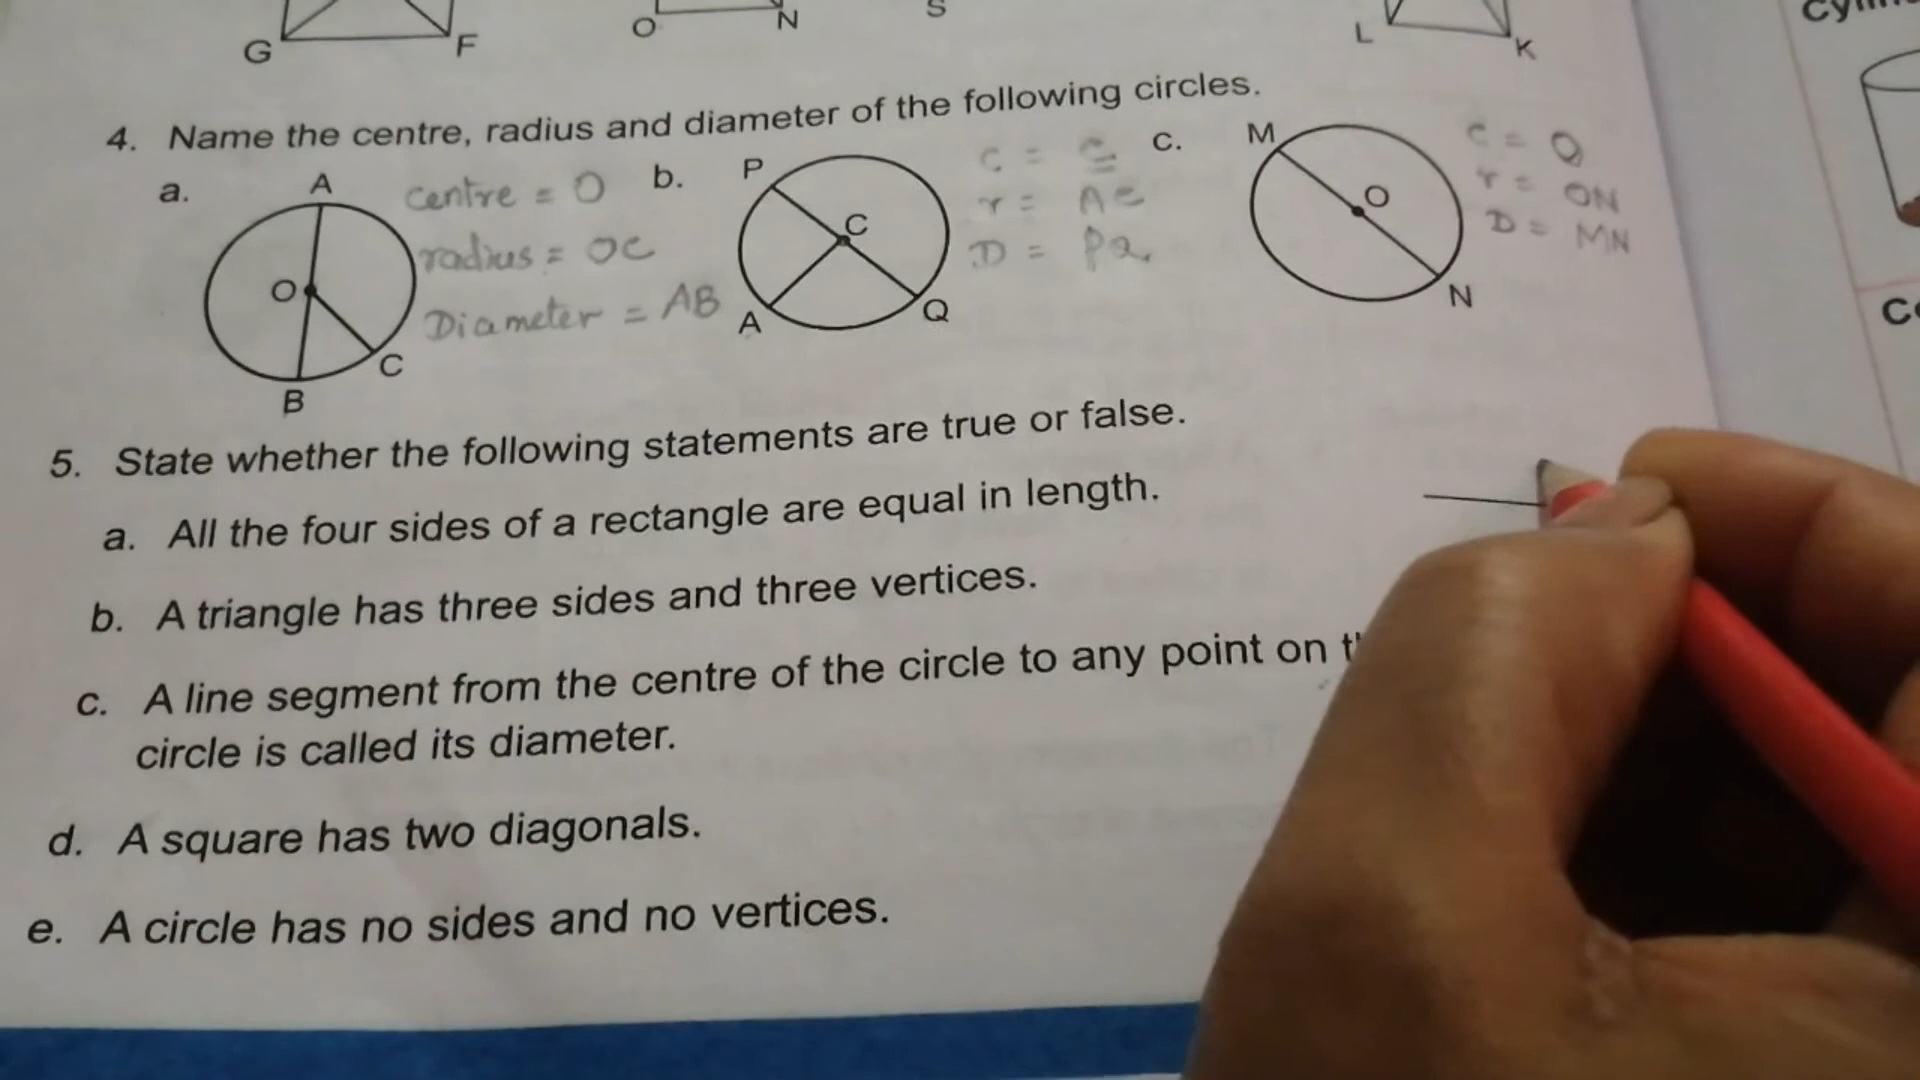 G F O N S L K
4. Name the centre, radius and diameter of the following circles.
a.
A
O
C
B
centre = O
radius = OC
Diameter = AB
b.
P
C
A
Q
C = C
r = AC
D = PQ
c.
M
O
N
C = O
r = ON
D = MN
5. State whether the following statements are true or false.
a. All the four sides of a rectangle are equal in length.
b. A triangle has three sides and three vertices.
c. A line segment from the centre of the circle to any point on
circle is called its diameter.
d. A square has two diagonals.
e. A circle has no sides and no vertices.